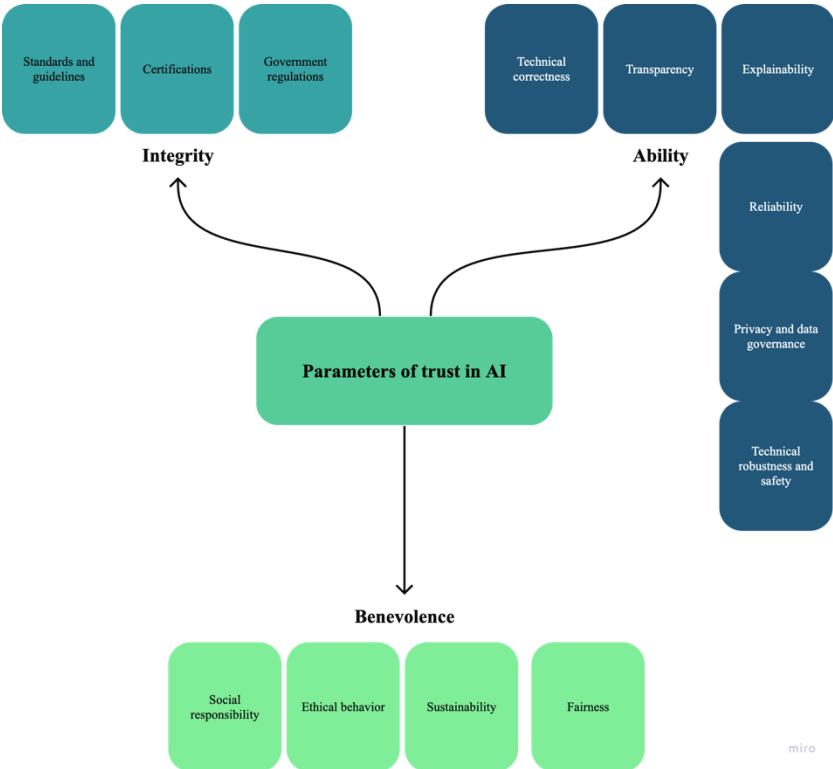 Standards and
guidelines
Certifications
Government
regulations
Technical
correctness
Transparency
Explainability
Integrity
Ability
Reliability
Privacy and data
governance
Parameters of trust in AI
Technical
robustness and
safety
Benevolence
Social
responsibility
Ethical behavior
Sustainability
Fairness
miro